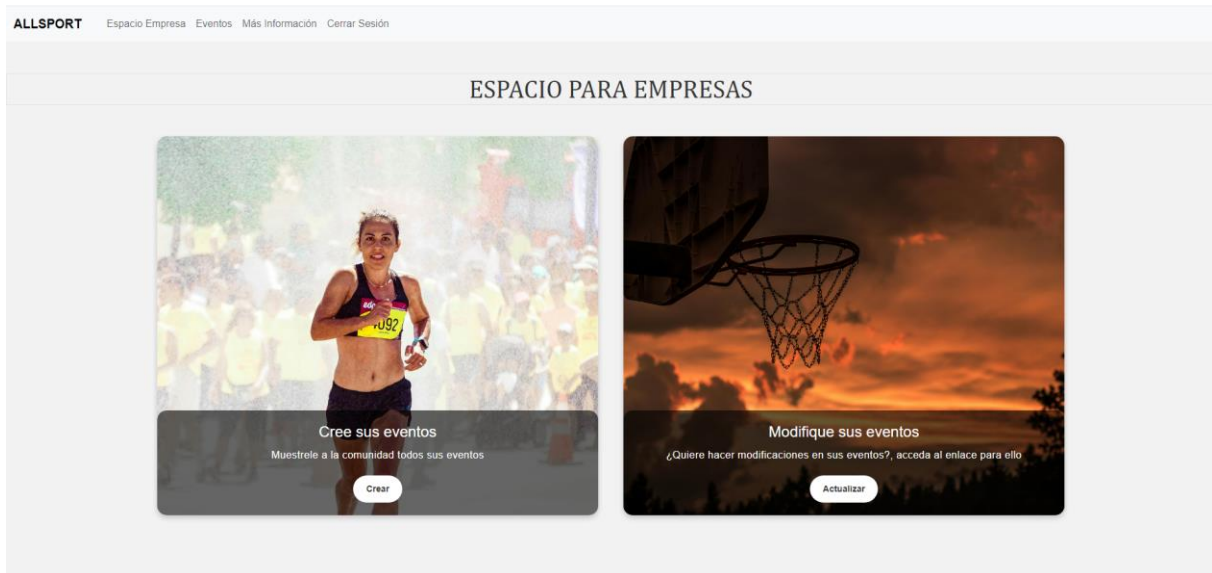 ALLSPORT Espacio Empresa Eventos Más Información Cerrar Sesión
ESPACIO PARA EMPRESAS
4092
Cree sus eventos
Muestrele a la comunidad todos sus eventos
Crear
Modifique sus eventos
¿Quiere hacer modificaciones en sus eventos?, acceda al enlace para ello
Actualizar